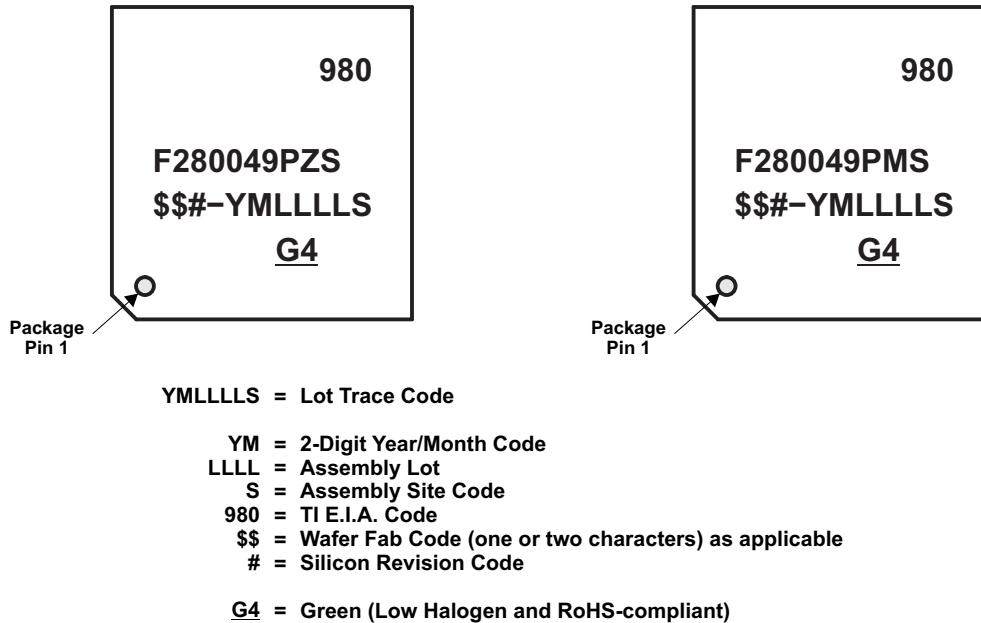 980
F280049PZS
$$#−YMLLLLS
G4
Package
Pin 1
980
F280049PMS
$$#−YMLLLLS
G4
Package
Pin 1
YMLLLLS = Lot Trace Code
YM = 2-Digit Year/Month Code
LLLL = Assembly Lot
S = Assembly Site Code
980 = TI E.I.A. Code
$$ = Wafer Fab Code (one or two characters) as applicable
# = Silicon Revision Code
G4 = Green (Low Halogen and RoHS-compliant)